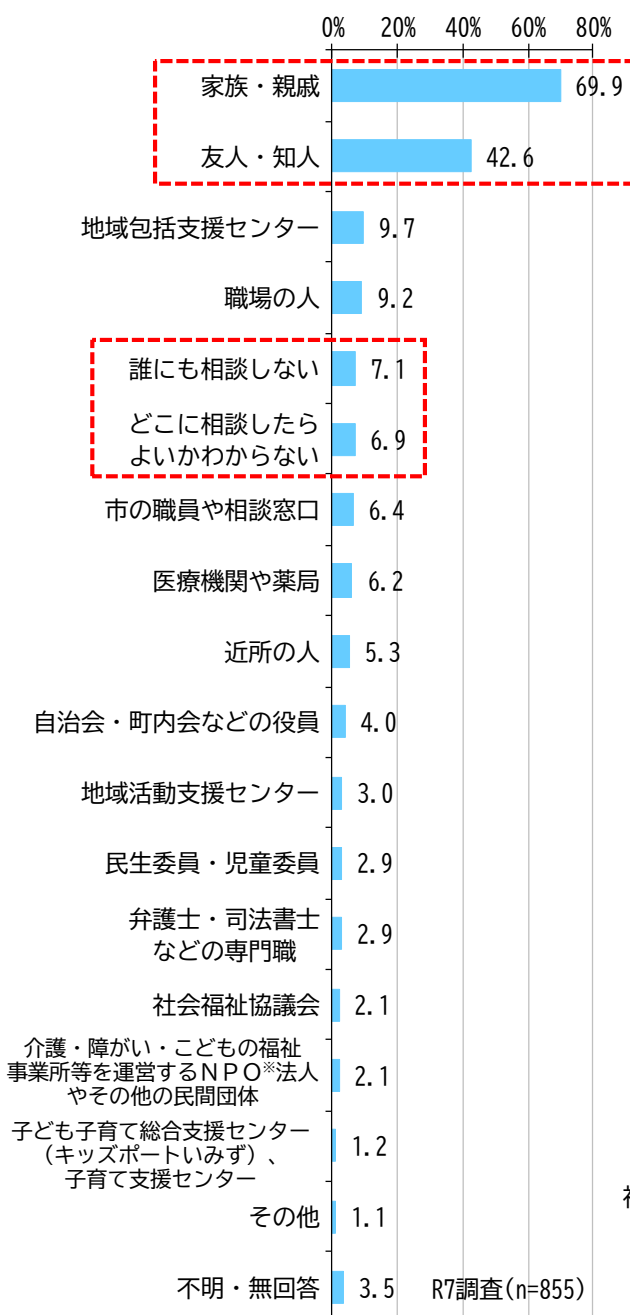 0% 20% 40% 60% 80%
家族・親戚 69.9
友人・知人 42.6
地域包括支援センター 9.7
職場の人 9.2
誰にも相談しない 7.1
どこに相談したら
よいかわからない 6.9
市の職員や相談窓口 6.4
医療機関や薬局 6.2
近所の人 5.3
自治会・町内会などの役員 4.0
地域活動支援センター 3.0
民生委員・児童委員 2.9
弁護士・司法書士
などの専門職 2.9
社会福祉協議会 2.1
介護・障がい・こどもの福祉
事業所等を運営するNPO※法人 2.1
やその他の民間団体
子ども子育て総合支援センター
(キッズポートいみず)、 1.2
子育て支援センター
その他 1.1
不明・無回答 3.5 R7調査(n=855)